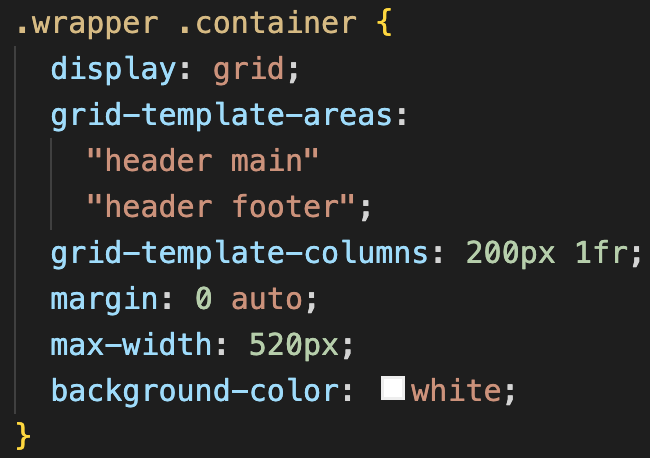 .wrapper .container {
  display: grid;
  grid-template-areas:
    "header main"
    "header footer";
  grid-template-columns: 200px 1fr;
  margin: 0 auto;
  max-width: 520px;
  background-color: white;
}